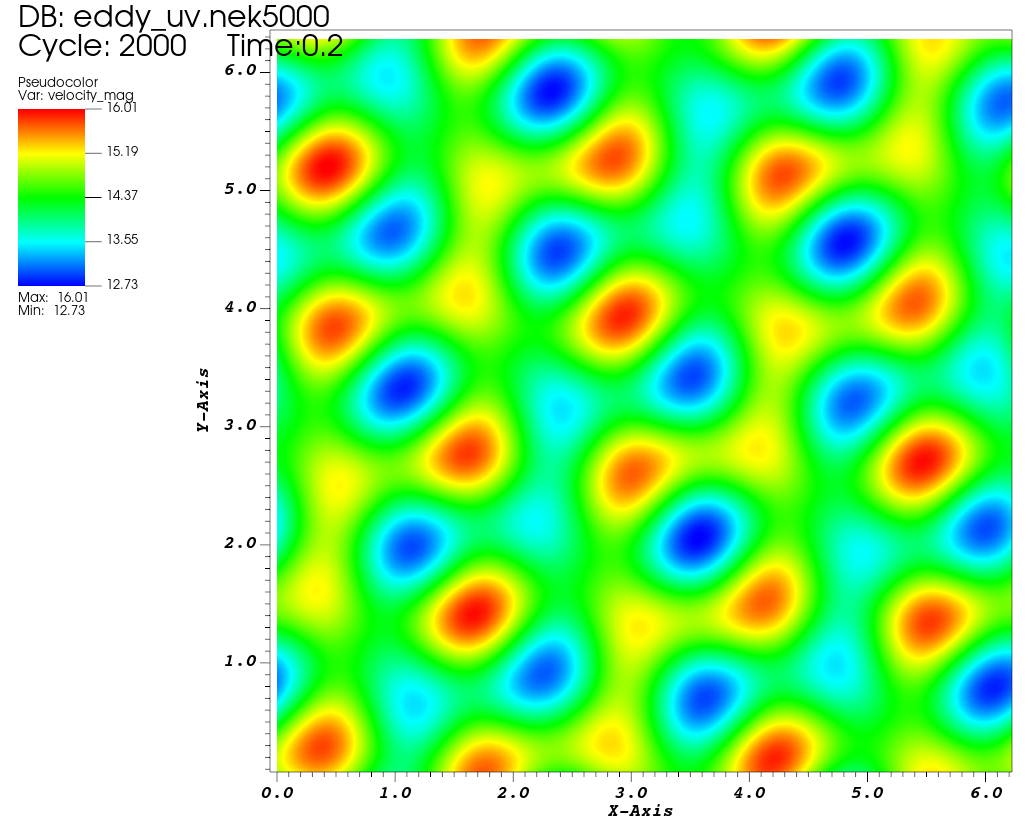 DB: eddy_uv.nek5000
Cycle: 2000 Time:0.2
Pseudocolor
Var: velocity_mag
16.01
15.19
14.37
13.55
12.73
Max: 16.01
Min: 12.73
6.0
5.0
4.0
3.0
2.0
1.0
Y-Axis
0.0 1.0 2.0 3.0 4.0 5.0 6.0
X-Axis